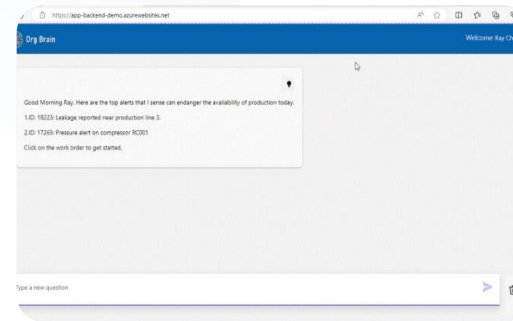 https://app-backend-demo.azurewebsites.net
Org Brain
Welcome Ray
Good Morning Ray. Here are the top alerts that I sense can endanger the availability of production today.
1.ID: 18223: Leakage reported near production line 3.
2.ID: 17265: Pressure alert on compressor RC001
Click on the work order to get started.
Type a new question